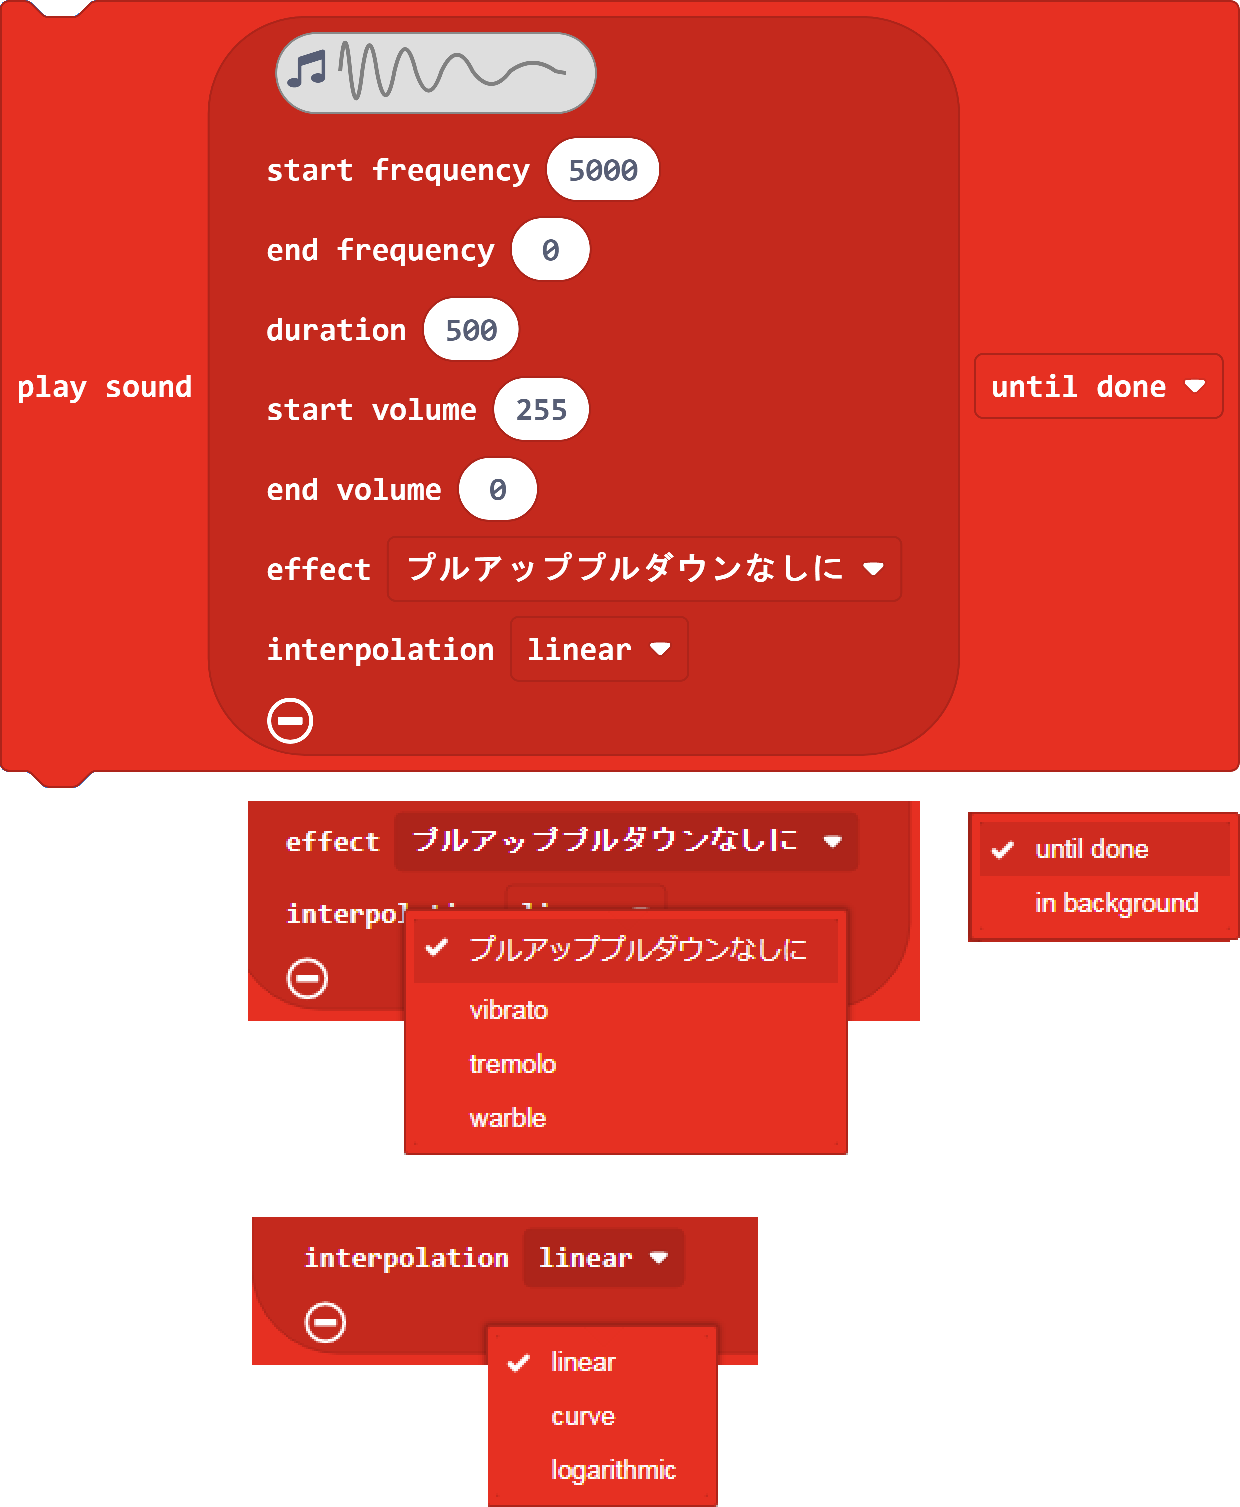 start frequency 5000
end frequency 0
duration 500
play sound
until done
start volume 255
end volume 0
effect プルアッププルダウンなしに
interpolation linear
effect プルアッププルダウンなしに
プルアッププルダウンなしに
vibrato
tremolo
warble
until done
in background
interpolation linear
linear
curve
logarithmic